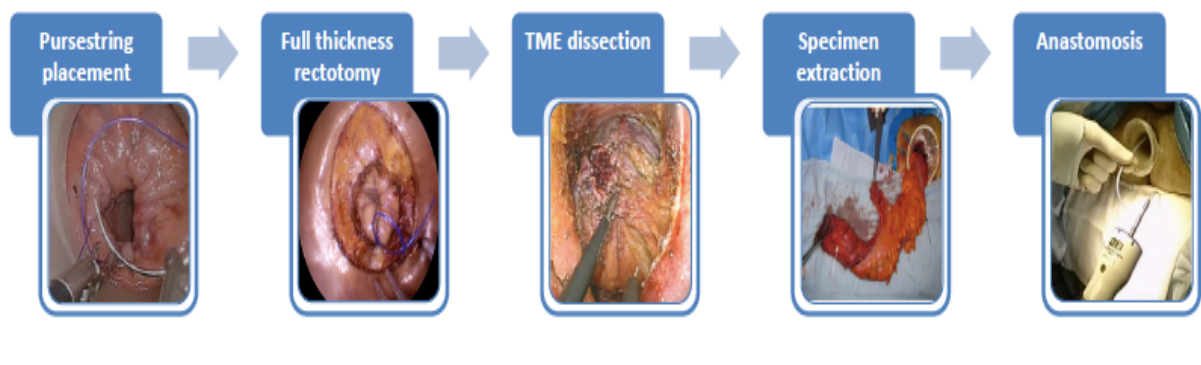 Pursestring
placement
Full thickness
rectotomy
TME dissection
Specimen
extraction
Anastomosis